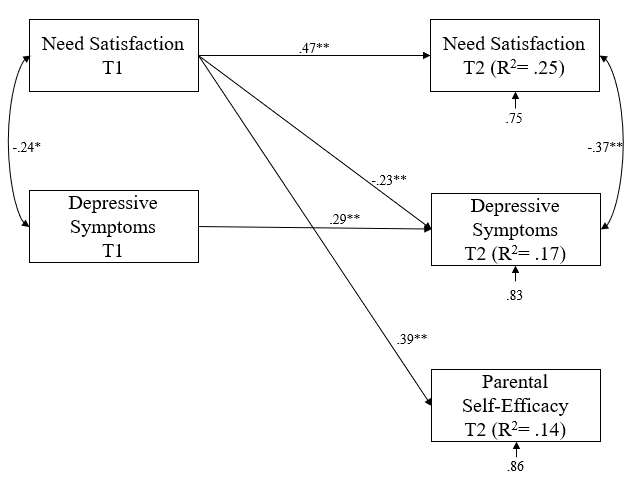 Need Satisfaction
T1
.47**
Need Satisfaction
T2 (R²= .25)
.75
-.24*
-.37**
-.23**
Depressive
Symptoms
T1
.29**
Depressive
Symptoms
T2 (R²= .17)
.83
.39**
Parental
Self-Efficacy
T2 (R²= .14)
.86